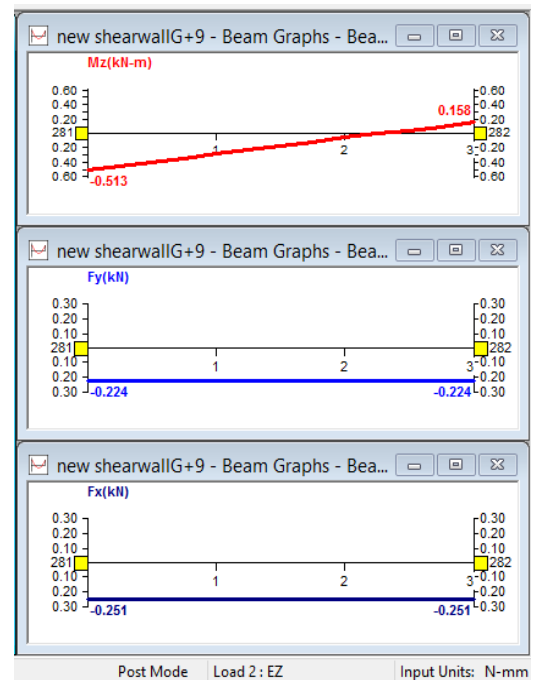 new shearwallG+9 - Beam Graphs - Bea...
Mz(kN-m)
0.60 0.60
0.40 0.158 0.40
0.20 0.20
281 282
0.20 1 2 3 0.20
0.40 0.40
0.60 -0.513 0.60
new shearwallG+9 - Beam Graphs - Bea...
Fy(kN)
0.30 0.30
0.20 0.20
0.10 0.10
281 282
0.10 1 2 3 0.10
0.20 0.20
0.30 -0.224 -0.224 0.30
new shearwallG+9 - Beam Graphs - Bea...
Fx(kN)
0.30 0.30
0.20 0.20
0.10 0.10
281 282
0.10 1 2 3 0.10
0.20 0.20
0.30 -0.251 -0.251 0.30
Post Mode Load 2 : EZ Input Units: N-mm